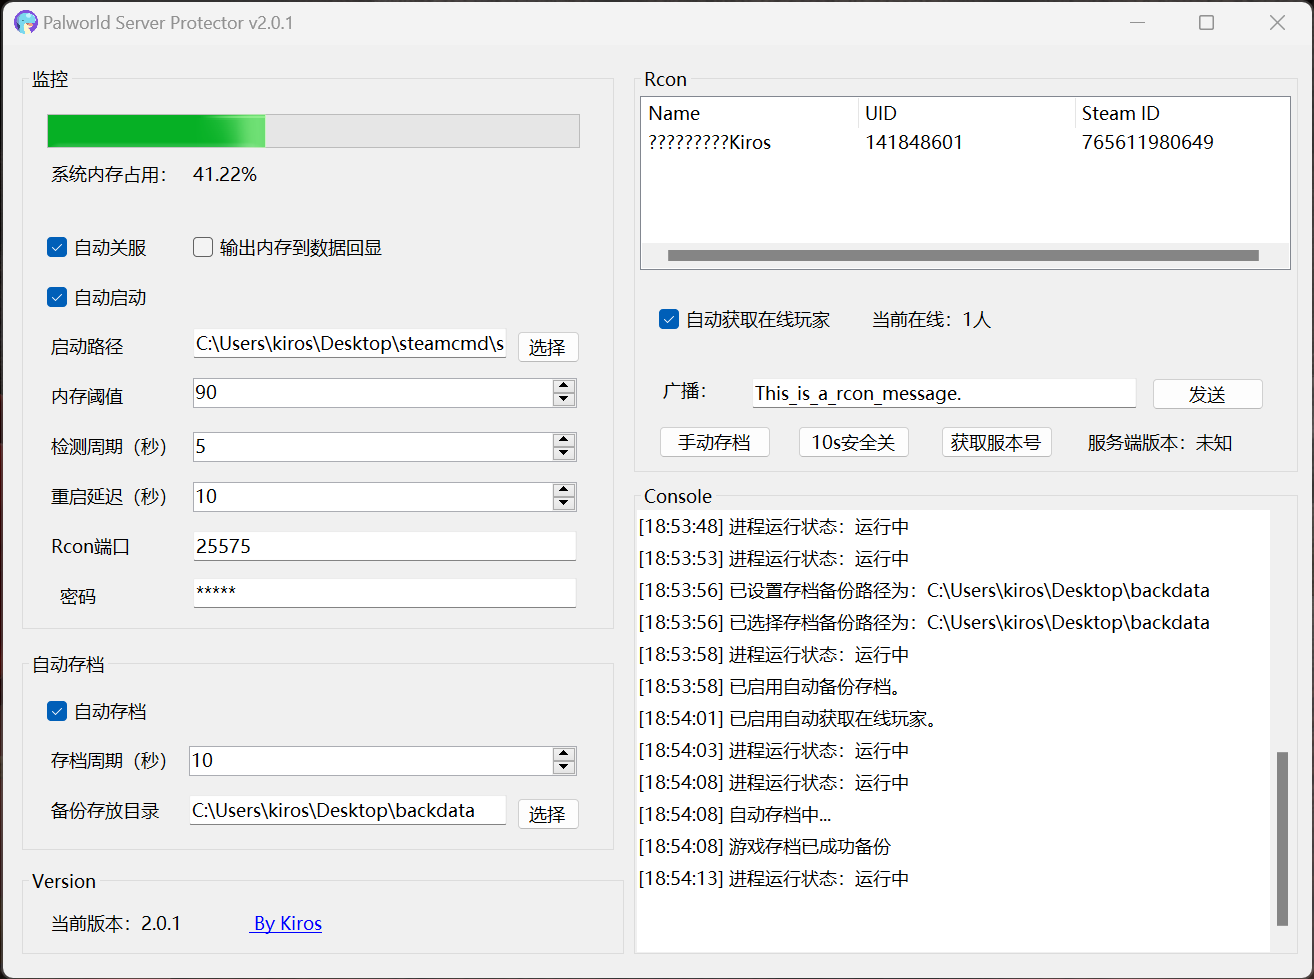 Palworld Server Protector v2.0.1
监控
系统内存占用： 41.22%
自动关服 输出内存到数据回显
自动启动
启动路径 C:\Users\kiros\Desktop\steamcmd\s 选择
内存阈值 90
检测周期（秒） 5
重启延迟（秒） 10
Rcon端口 25575
密码 *****
自动存档
自动存档
存档周期（秒） 10
备份存放目录 C:\Users\kiros\Desktop\backdata 选择
Version
当前版本：2.0.1 By Kiros
Rcon
Name UID Steam ID
?????????Kiros 141848601 765611980649
自动获取在线玩家 当前在线：1人
广播： This_is_a_rcon_message. 发送
手动存档 10s安全关 获取服本号 服务端版本：未知
Console
[18:53:48] 进程运行状态：运行中
[18:53:53] 进程运行状态：运行中
[18:53:56] 已设置存档备份路径为：C:\Users\kiros\Desktop\backdata
[18:53:56] 已选择存档备份路径为：C:\Users\kiros\Desktop\backdata
[18:53:58] 进程运行状态：运行中
[18:53:58] 已启用自动备份存档。
[18:54:01] 已启用自动获取在线玩家。
[18:54:03] 进程运行状态：运行中
[18:54:08] 进程运行状态：运行中
[18:54:08] 自动存档中...
[18:54:08] 游戏存档已成功备份
[18:54:13] 进程运行状态：运行中